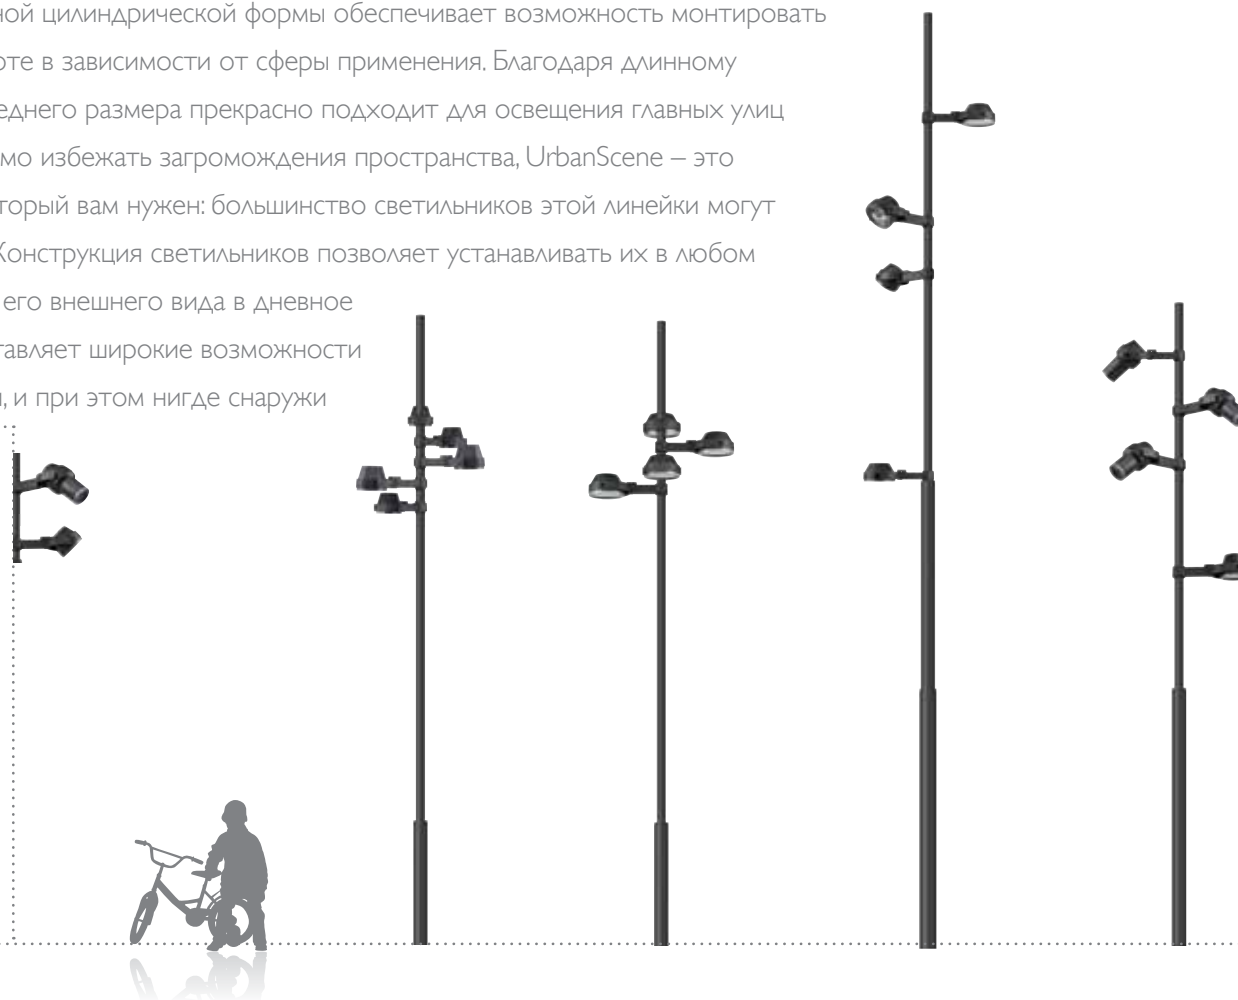 ной цилиндрической формы обеспечивает возможность монтировать
оте в зависимости от сферы применения. Благодаря длинному
еднего размера прекрасно подходит для освещения главных улиц
мо избежать загромождения пространства, UrbanScene – это
оторый вам нужен: большинство светильников этой линейки могут
Конструкция светильников позволяет устанавливать их в любом
его внешнего вида в дневное
тавляет широкие возможности
, и при этом нигде снаружи